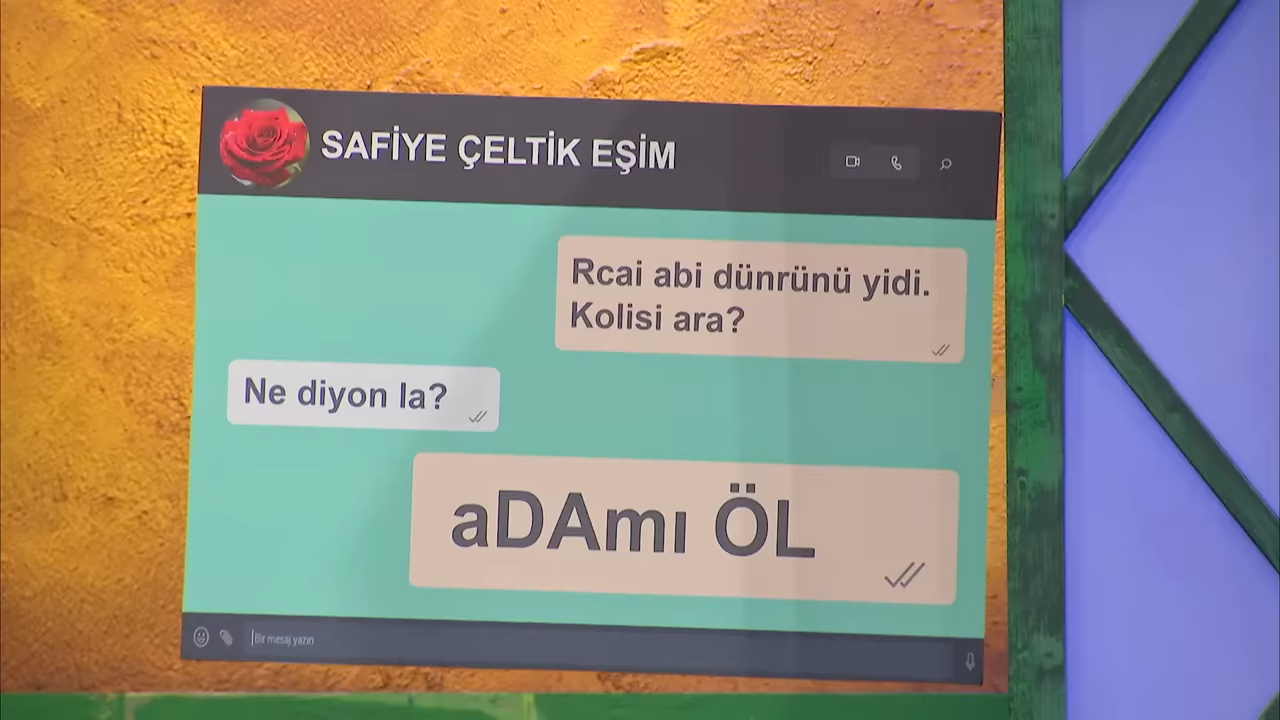 SAFİYE ÇELTİK EŞİM
Rcai abi dünrünü yidi.
Kolisi ara?
Ne diyon la?
aDAmı ÖL
Bir mesaj yazın